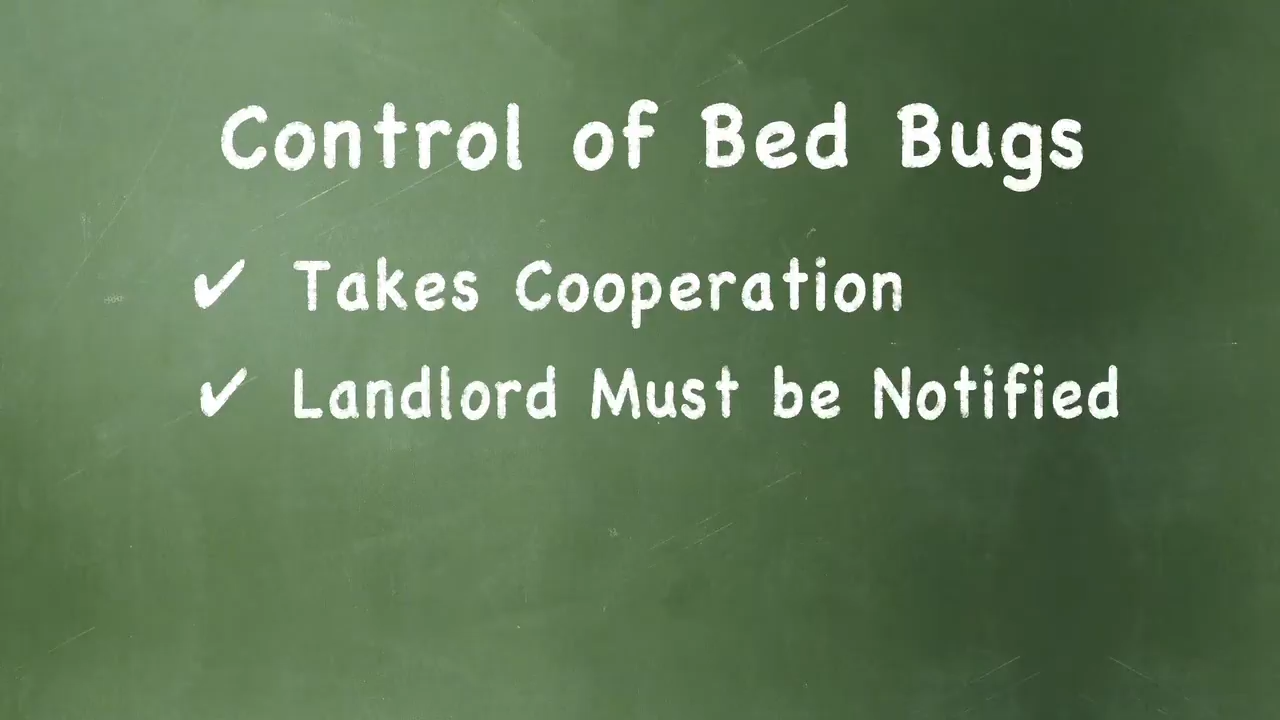 Control of Bed Bugs
✔ Takes Cooperation
✔ Landlord Must be Notified